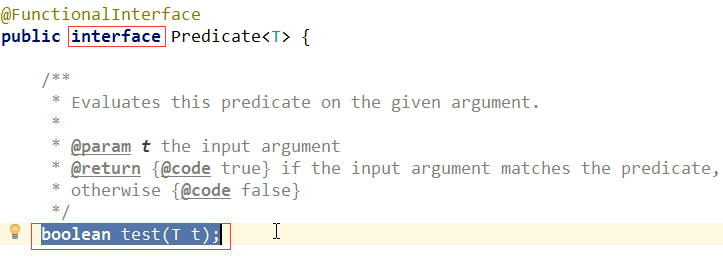 @FunctionalInterface
public interface Predicate<T> {
/**
* Evaluates this predicate on the given argument.
*
* @param t the input argument
* @return {@code true} if the input argument matches the predicate,
* otherwise {@code false}
*/
boolean test(T t);